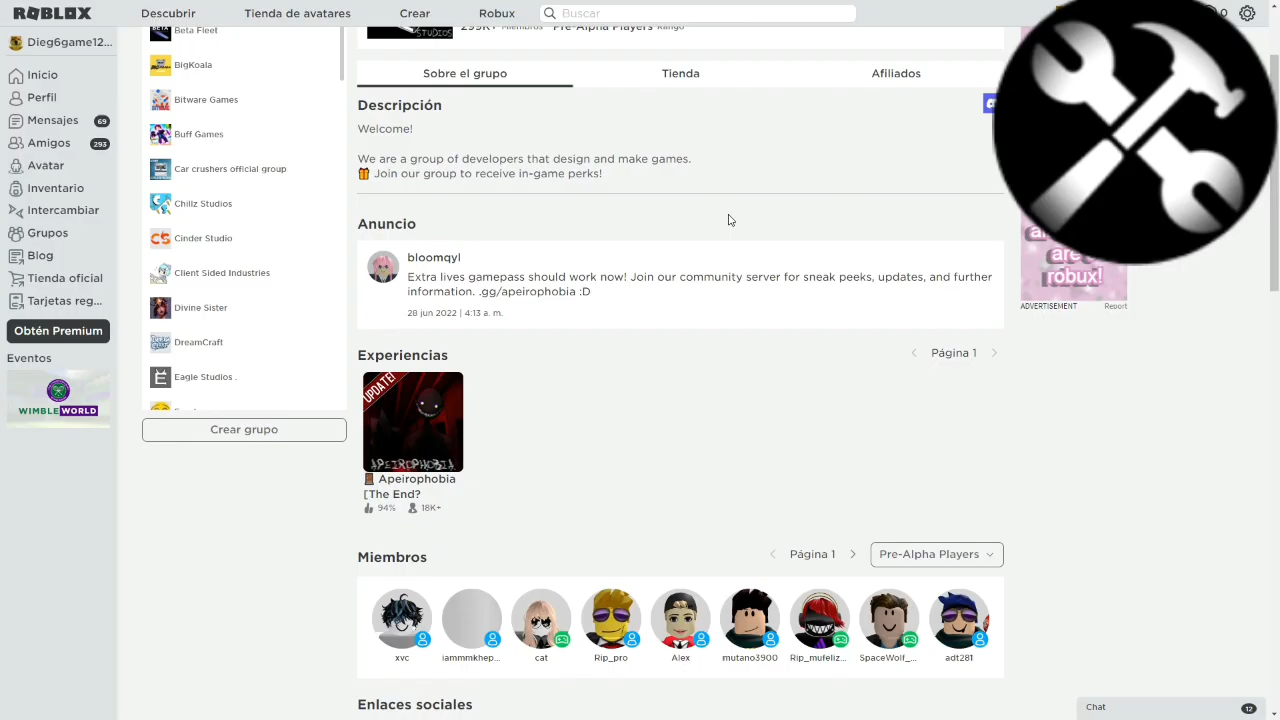 ROBLOX
Descubrir
Tienda de avatares
Crear
Robux
Buscar
0
Dieg6game12...
Inicio
Perfil
Mensajes 69
Amigos 293
Avatar
Inventario
Intercambiar
Grupos
Blog
Tienda oficial
Tarjetas reg...
Obtén Premium
Eventos
WIMBLEWORLD
Beta Fleet
BigKoala
Bitware Games
Buff Games
Car crushers official group
Chillz Studios
Cinder Studio
Client Sided Industries
Divine Sister
DreamCraft
Eagle Studios .
Crear grupo
STUDIOS
299K+ Miembros Pre-Alpha Players Rango
Sobre el grupo
Tienda
Afiliados
Descripción
Welcome!
We are a group of developers that design and make games.
🎁 Join our group to receive in-game perks!
Anuncio
bloomqyl
Extra lives gamepass should work now! Join our community server for sneak peeks, updates, and further
information. .gg/apeirophobia :D
28 jun 2022 | 4:13 a. m.
Experiencias
Página 1
UPDATE!
APEIROPHOBIA
🚪 Apeirophobia
[The End?
94% 18K+
Miembros
Página 1
Pre-Alpha Players
xvc
iammmkhep...
cat
Rip_pro
Alex
mutano3900
Rip_mufeliz...
SpaceWolf_...
adt281
Enlaces sociales
are
robux!
ADVERTISEMENT
Report
Chat
12